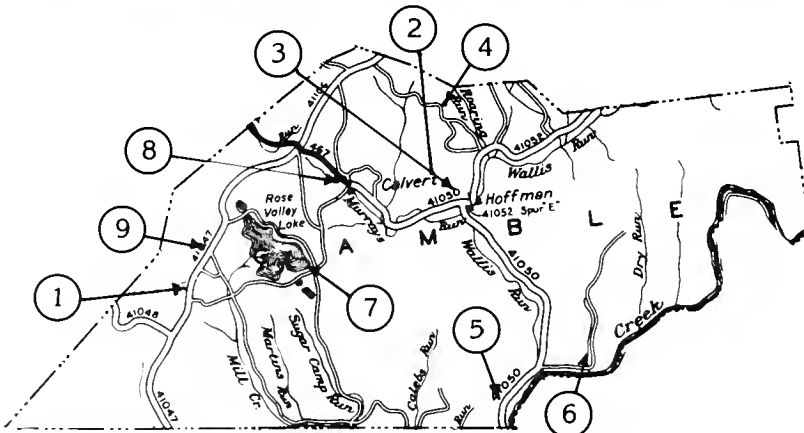 2
3
4
41052
Roaring
Run
Run
467
8
Calvert
41050
Wallis
Run
Hoffman
41052 Spur "E"
Rose
Valley
Lake
Murrays
Run
A M B L E
9
Wallis
Run
41050
Dry Run
1
7
41048
Creek
Mill Cr.
Martins Run
Sugar Camp
Run
Calebs Run
Run
5
6
41047